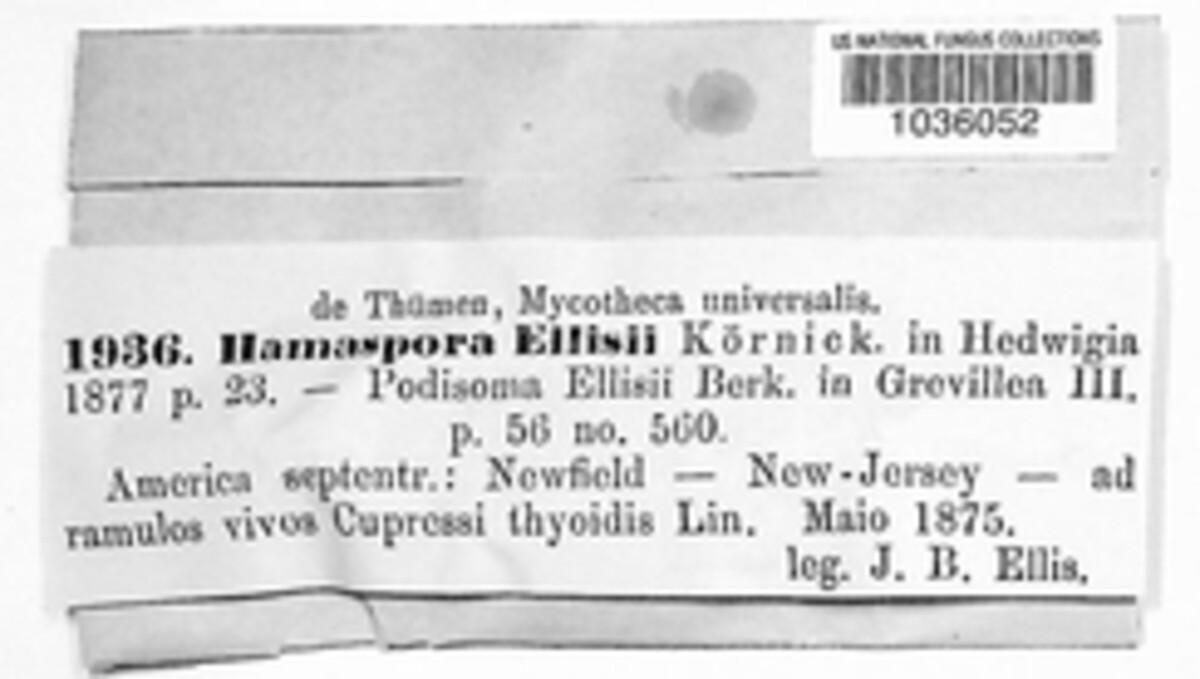 US NATIONAL FUNGUS COLLECTIONS
1036052
de Thümen, Mycotheca universalis.
1936. Hamaspora Ellisii Körnick. in Hedwigia
1877 p. 23. — Podisoma Ellisii Berk. in Grevillea III.
p. 56 no. 560.
America septentr.: Newfield — New-Jersey — ad
ramulos vivos Cupressi thyoidis Lin. Maio 1875.
leg. J. B. Ellis.